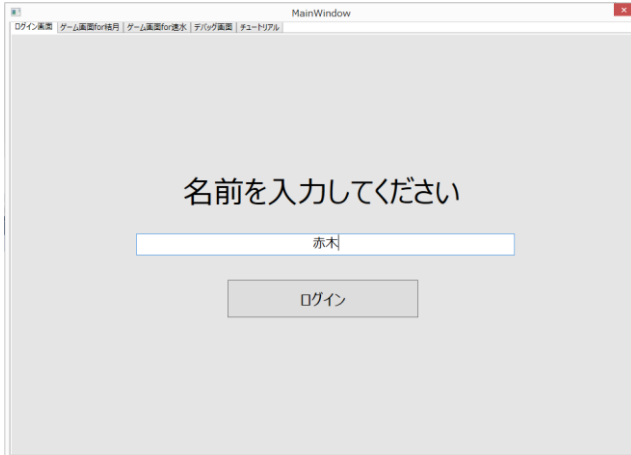 MainWindow
ログイン画面 ゲーム画面for結月 ゲーム画面for速水 デバッグ画面 チュートリアル
名前を入力してください
赤木
ログイン